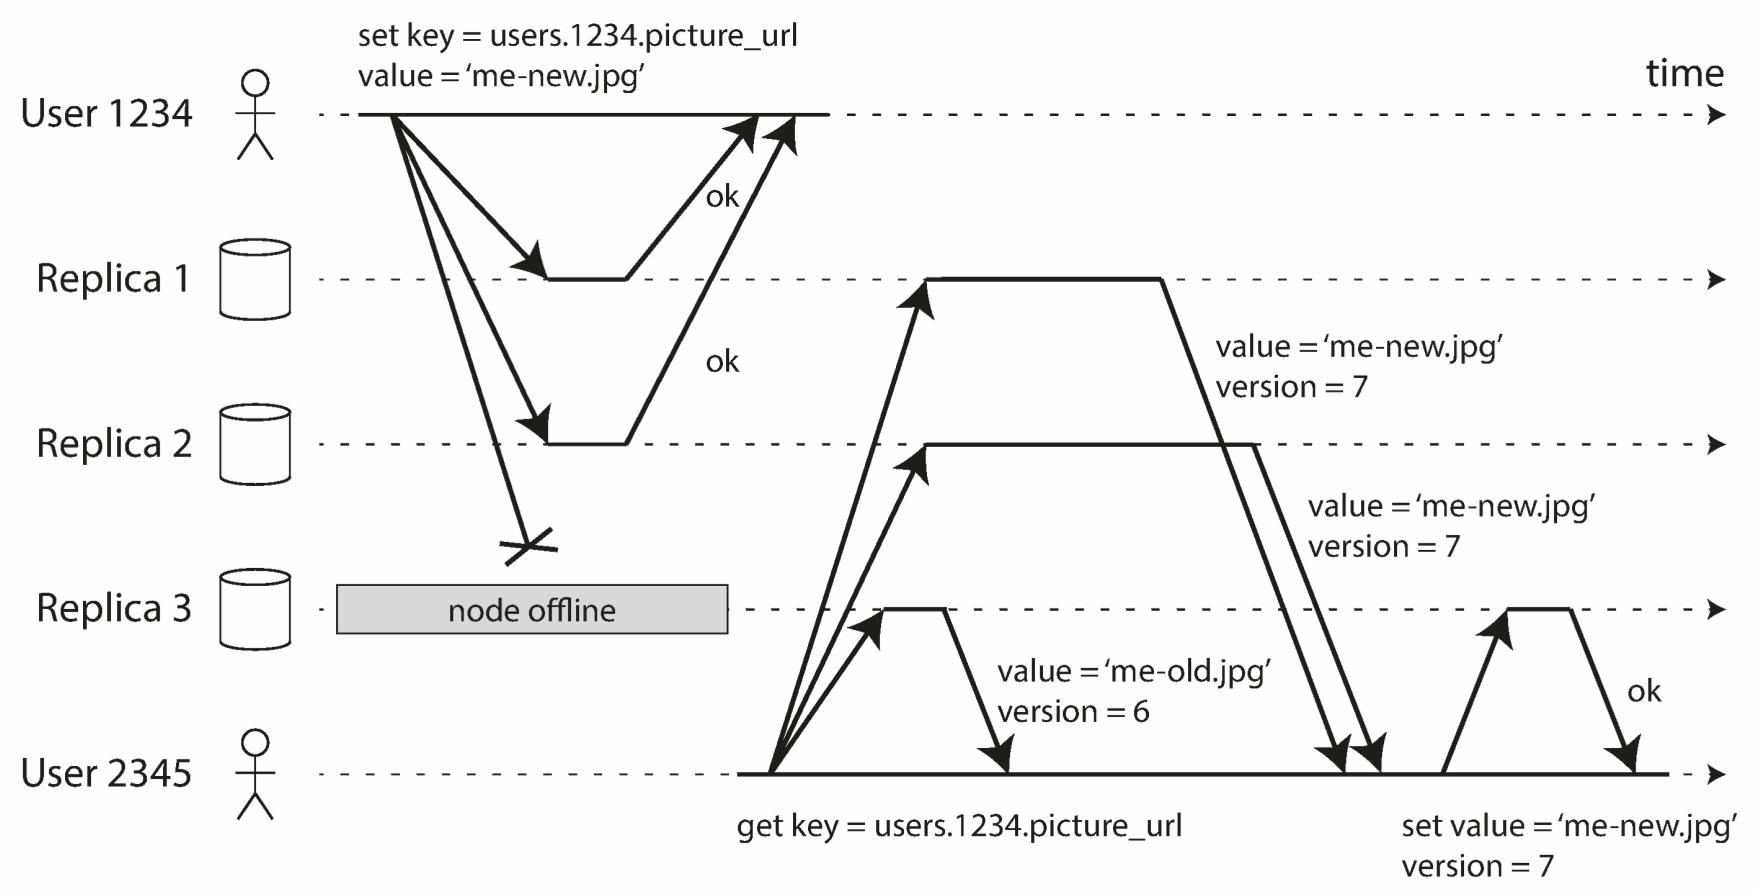 set key = users.1234.picture_url
value = ‘me-new.jpg’
time
User 1234
ok
Replica 1
value = ‘me-new.jpg’
version = 7
ok
Replica 2
value = ‘me-new.jpg’
version = 7
Replica 3
node offline
value = ‘me-old.jpg’
version = 6
ok
User 2345
get key = users.1234.picture_url
set value = ‘me-new.jpg’
version = 7